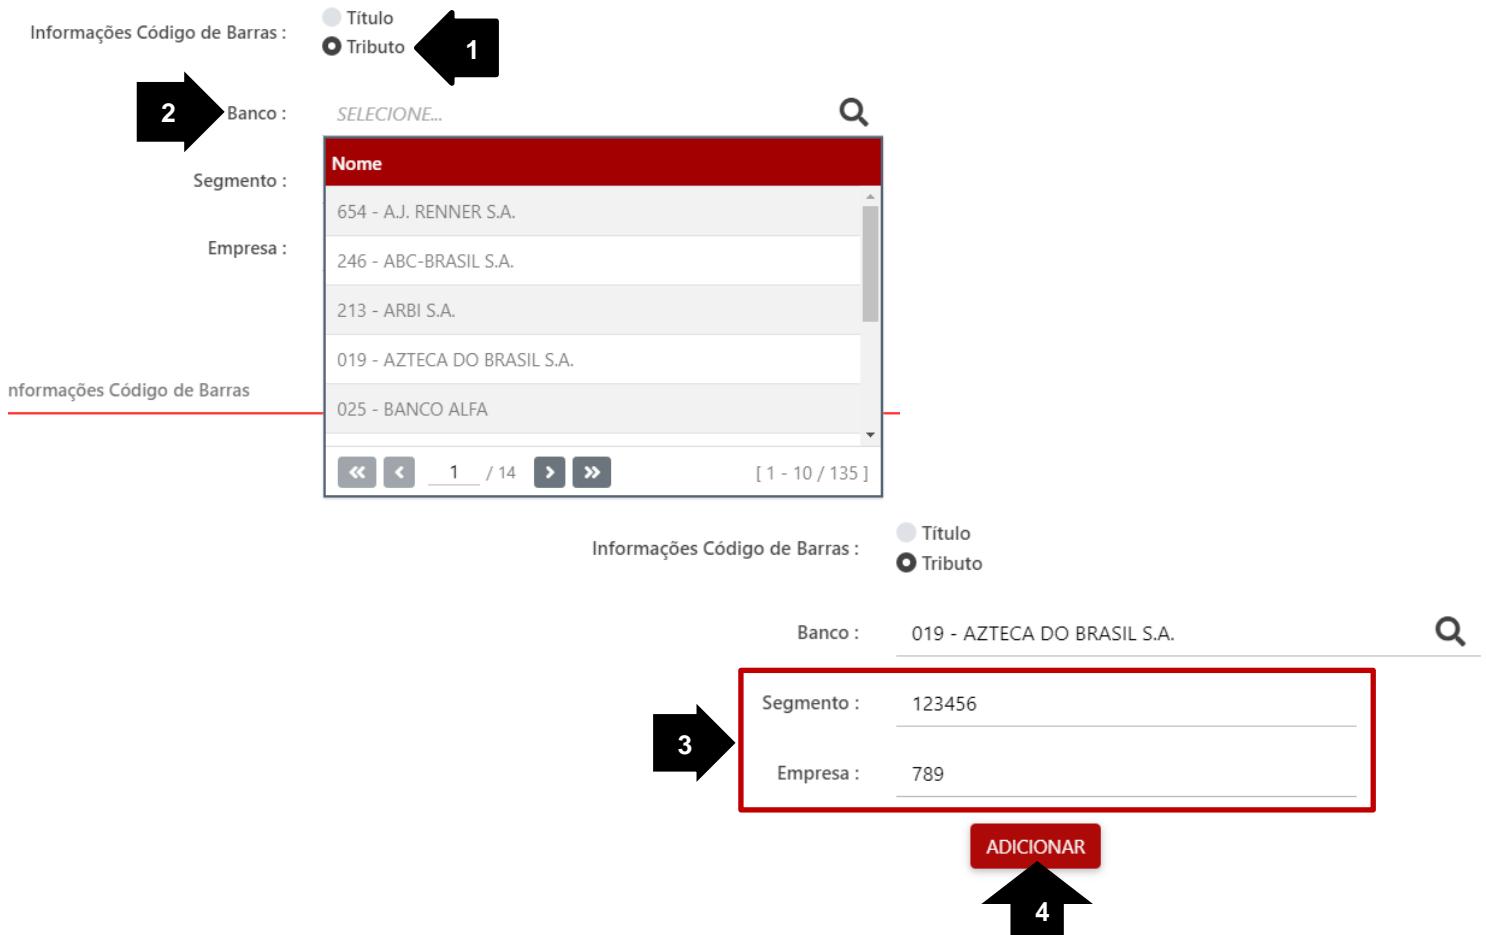 Título
Informações Código de Barras :
Tributo
1
2
Banco :
SELECIONE...
Nome
Segmento :
654 - A.J. RENNER S.A.
Empresa :
246 - ABC-BRASIL S.A.
213 - ARBI S.A.
019 - AZTECA DO BRASIL S.A.
nformações Código de Barras
025 - BANCO ALFA
1 / 14
[ 1 - 10 / 135 ]
Título
Informações Código de Barras :
Tributo
Banco :
019 - AZTECA DO BRASIL S.A.
Segmento :
123456
3
Empresa :
789
ADICIONAR
4